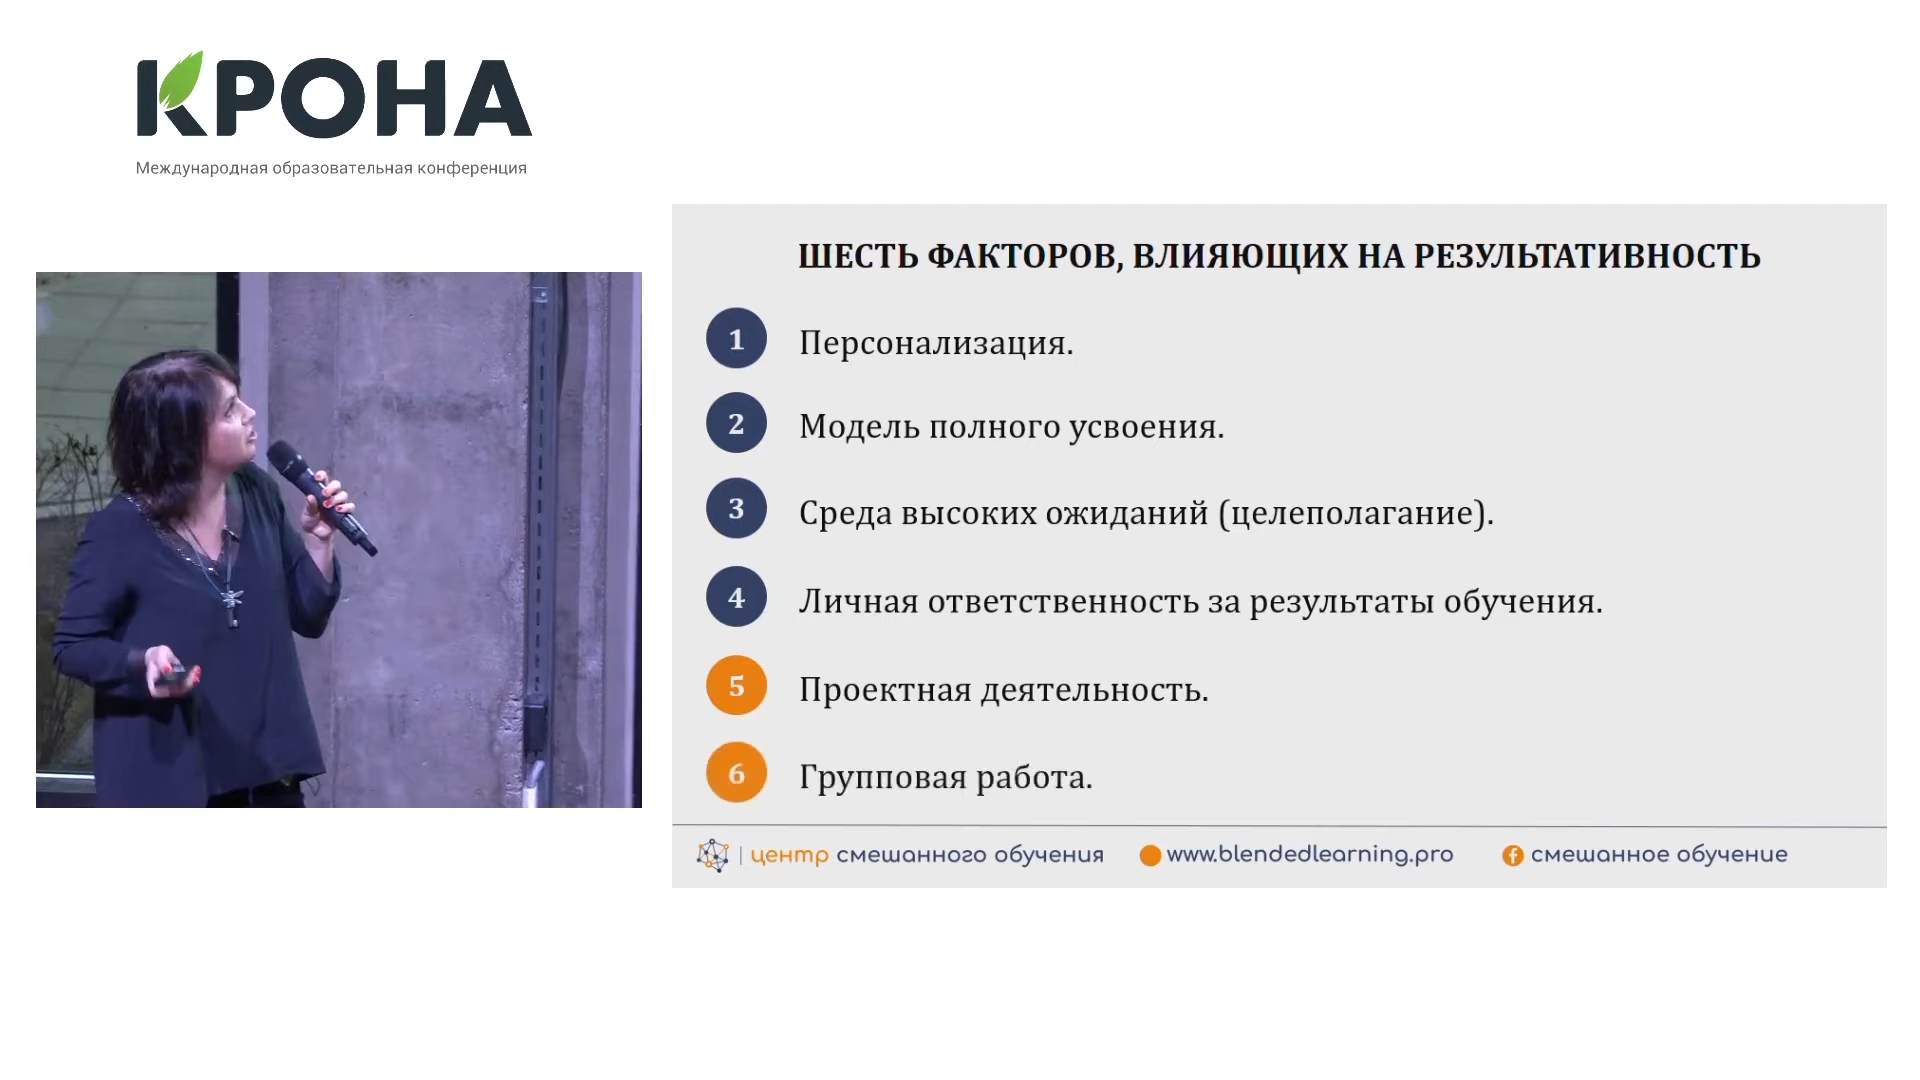 КРОНА
Международная образовательная конференция
ШЕСТЬ ФАКТОРОВ, ВЛИЯЮЩИХ НА РЕЗУЛЬТАТИВНОСТЬ
1 Персонализация.
2 Модель полного усвоения.
3 Среда высоких ожиданий (целеполагание).
4 Личная ответственность за результаты обучения.
5 Проектная деятельность.
6 Групповая работа.
центр смешанного обучения www.blendedlearning.pro смешанное обучение